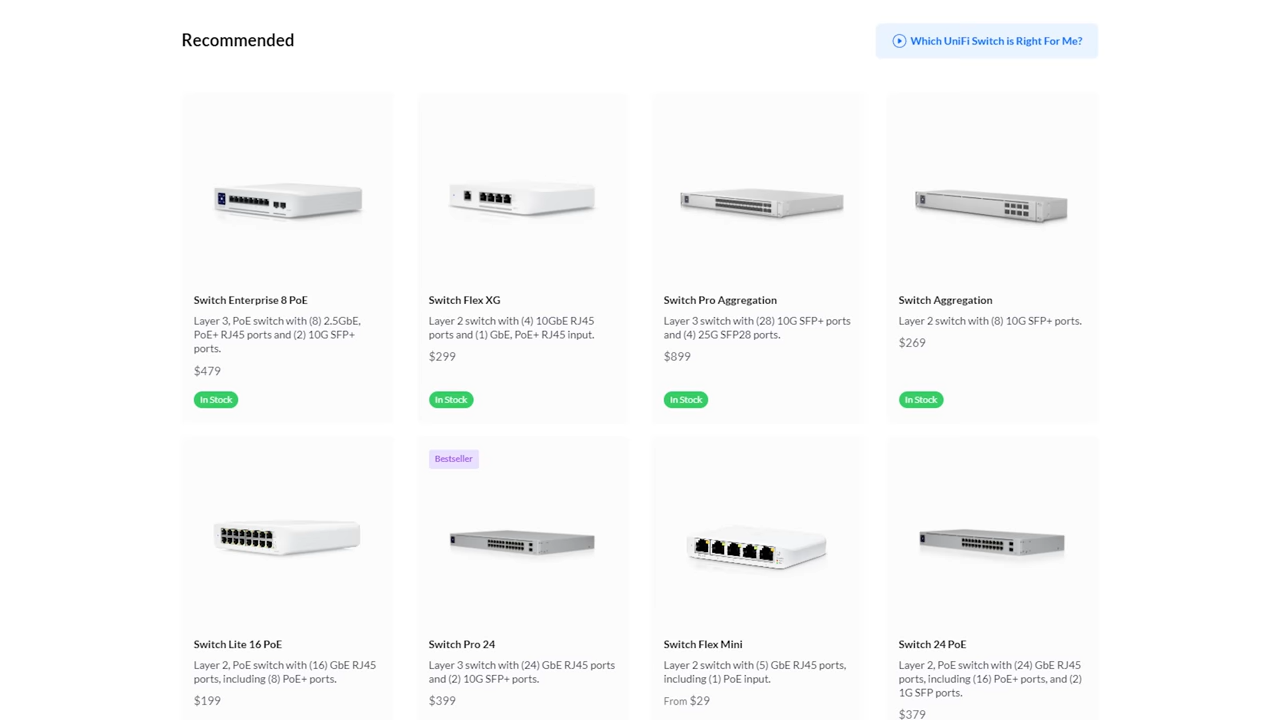 Recommended
Which UniFi Switch is Right For Me?
Switch Enterprise 8 PoE
Layer 3, PoE switch with (8) 2.5GbE,
PoE+ RJ45 ports and (2) 10G SFP+
ports.
$479
In Stock
Switch Flex XG
Layer 2 switch with (4) 10GbE RJ45
ports and (1) GbE, PoE+ RJ45 input.
$299
In Stock
Switch Pro Aggregation
Layer 3 switch with (28) 10G SFP+ ports
and (4) 25G SFP28 ports.
$899
In Stock
Switch Aggregation
Layer 2 switch with (8) 10G SFP+ ports.
$269
In Stock
Switch Lite 16 PoE
Layer 2, PoE switch with (16) GbE RJ45
ports, including (8) PoE+ ports.
$199
Bestseller
Switch Pro 24
Layer 3 switch with (24) GbE RJ45 ports
and (2) 10G SFP+ ports.
$399
Switch Flex Mini
Layer 2 switch with (5) GbE RJ45 ports,
including (1) PoE input.
From $29
Switch 24 PoE
Layer 2, PoE switch with (24) GbE RJ45
ports, including (16) PoE+ ports, and (2)
1G SFP ports.
$379